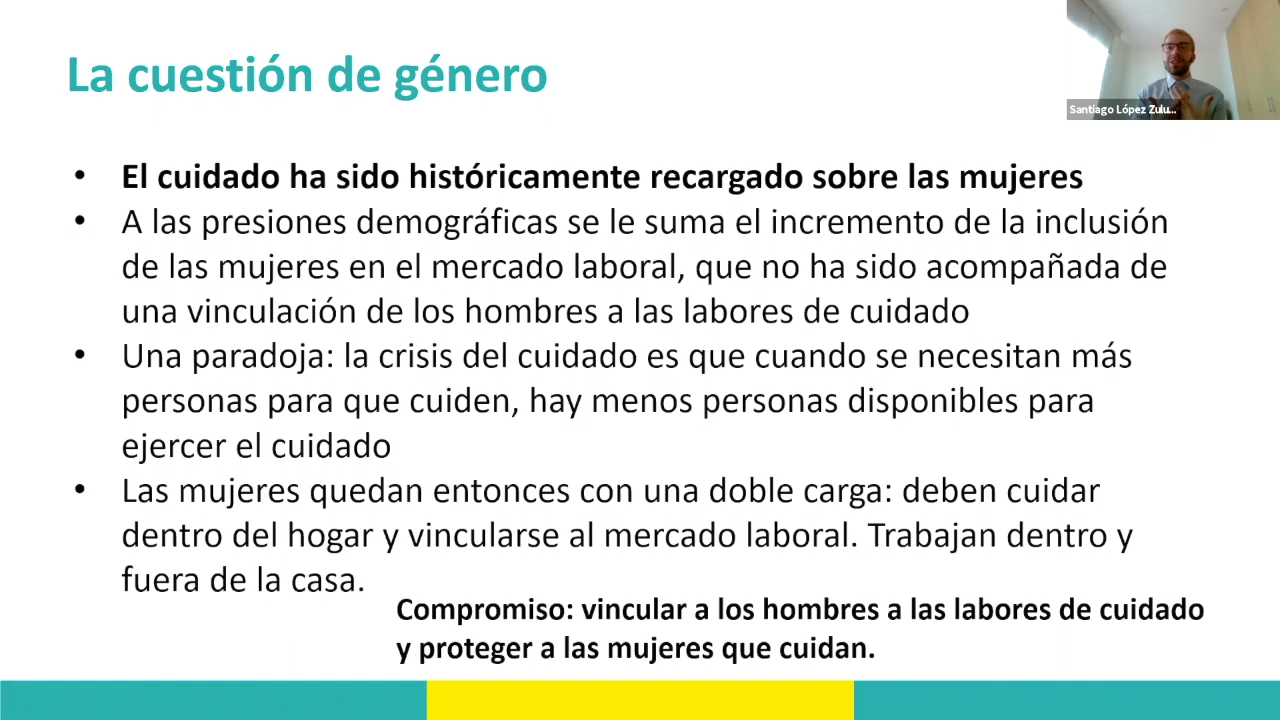 La cuestión de género
Santiago López Zulu...
• El cuidado ha sido históricamente recargado sobre las mujeres
• A las presiones demográficas se le suma el incremento de la inclusión
de las mujeres en el mercado laboral, que no ha sido acompañada de
una vinculación de los hombres a las labores de cuidado
• Una paradoja: la crisis del cuidado es que cuando se necesitan más
personas para que cuiden, hay menos personas disponibles para
ejercer el cuidado
• Las mujeres quedan entonces con una doble carga: deben cuidar
dentro del hogar y vincularse al mercado laboral. Trabajan dentro y
fuera de la casa.
Compromiso: vincular a los hombres a las labores de cuidado
y proteger a las mujeres que cuidan.